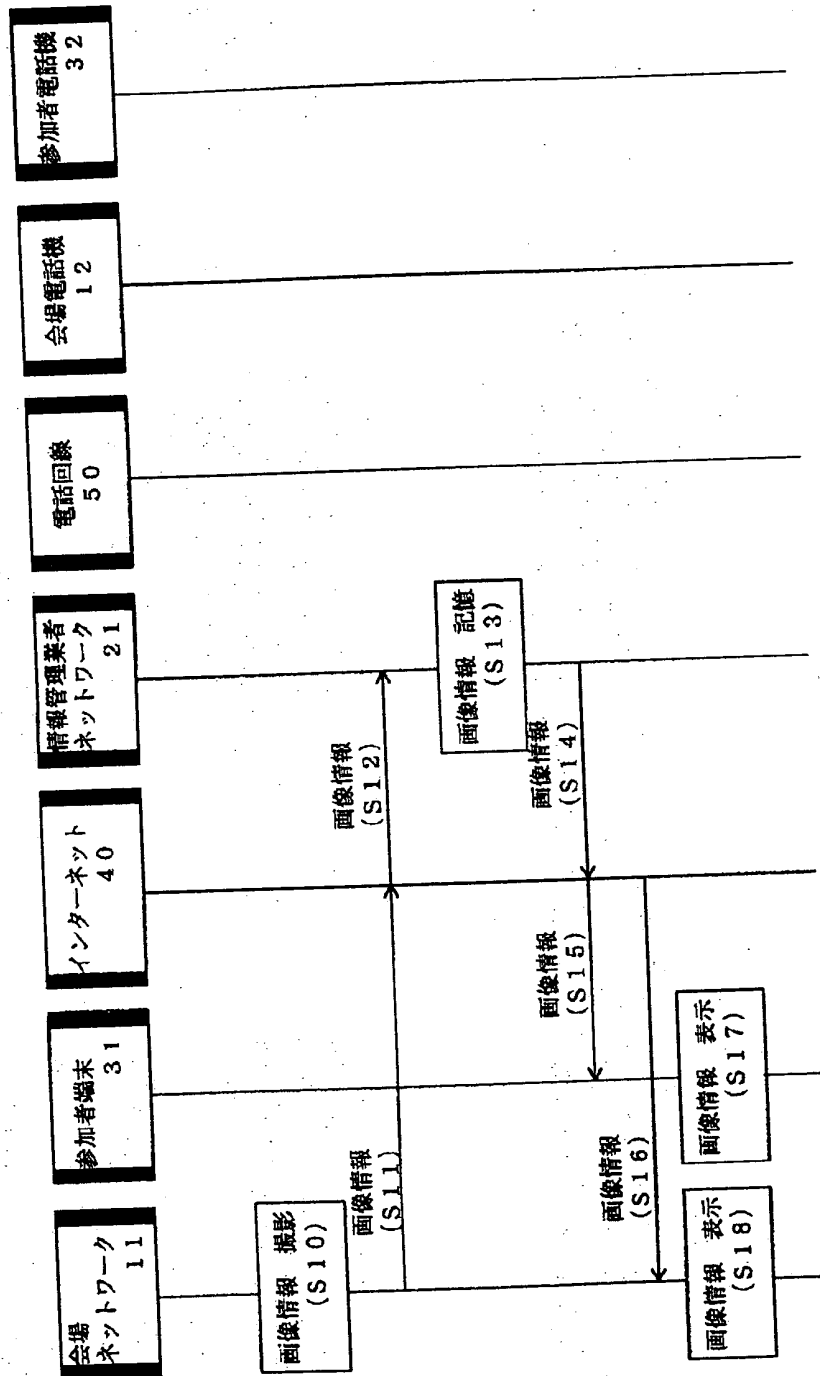 会場
ネットワーク
11
参加者端末
31
インターネット
40
情報管理業者
ネットワーク
21
電話回線
50
会場電話機
12
参加者電話機
32
画像情報 撮影
(S10)
画像情報
(S11)
画像情報
(S12)
画像情報 記憶
(S13)
画像情報
(S14)
画像情報
(S15)
画像情報
(S16)
画像情報 表示
(S17)
画像情報 表示
(S18)